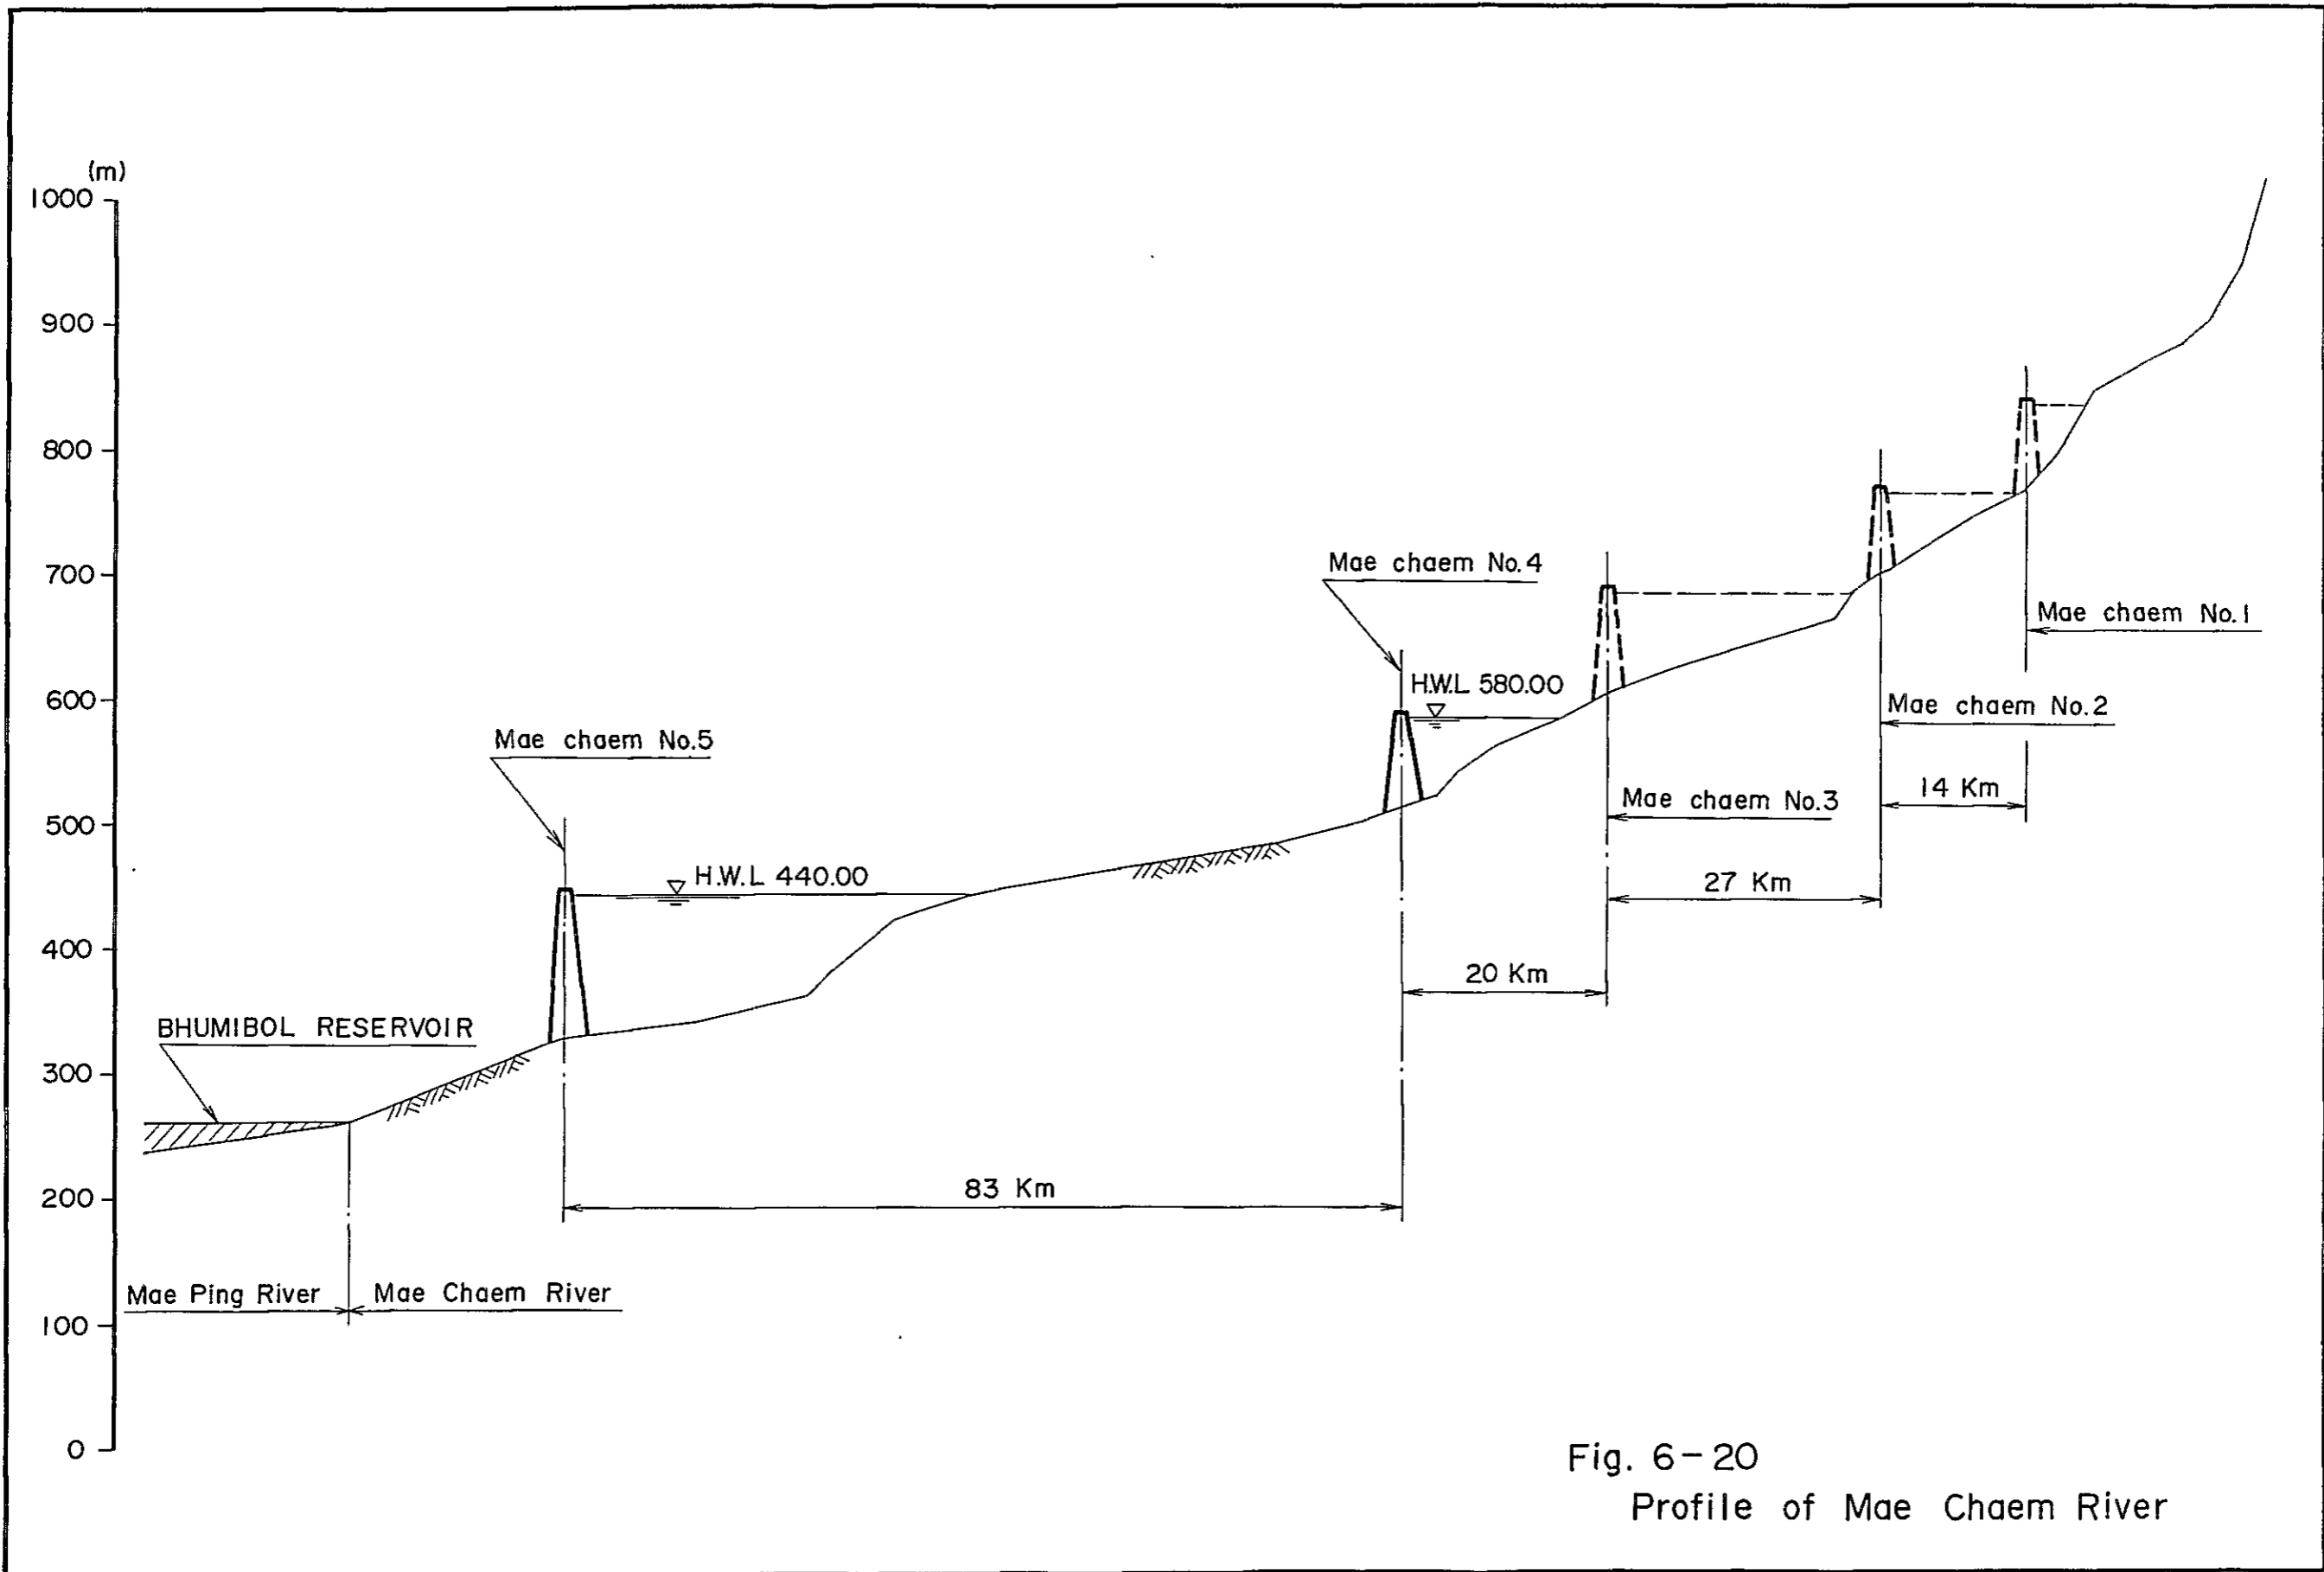 (m)
1000
900
800
700
600
500
400
300
200
100
0
Mae chaem No.5
H.W.L 440.00
Mae chaem No.4
H.W.L 580.00
Mae chaem No.1
Mae chaem No.2
Mae chaem No.3
14 Km
27 Km
20 Km
83 Km
BHUMIBOL RESERVOIR
Mae Ping River
Mae Chaem River
Fig. 6-20
Profile of Mae Chaem River